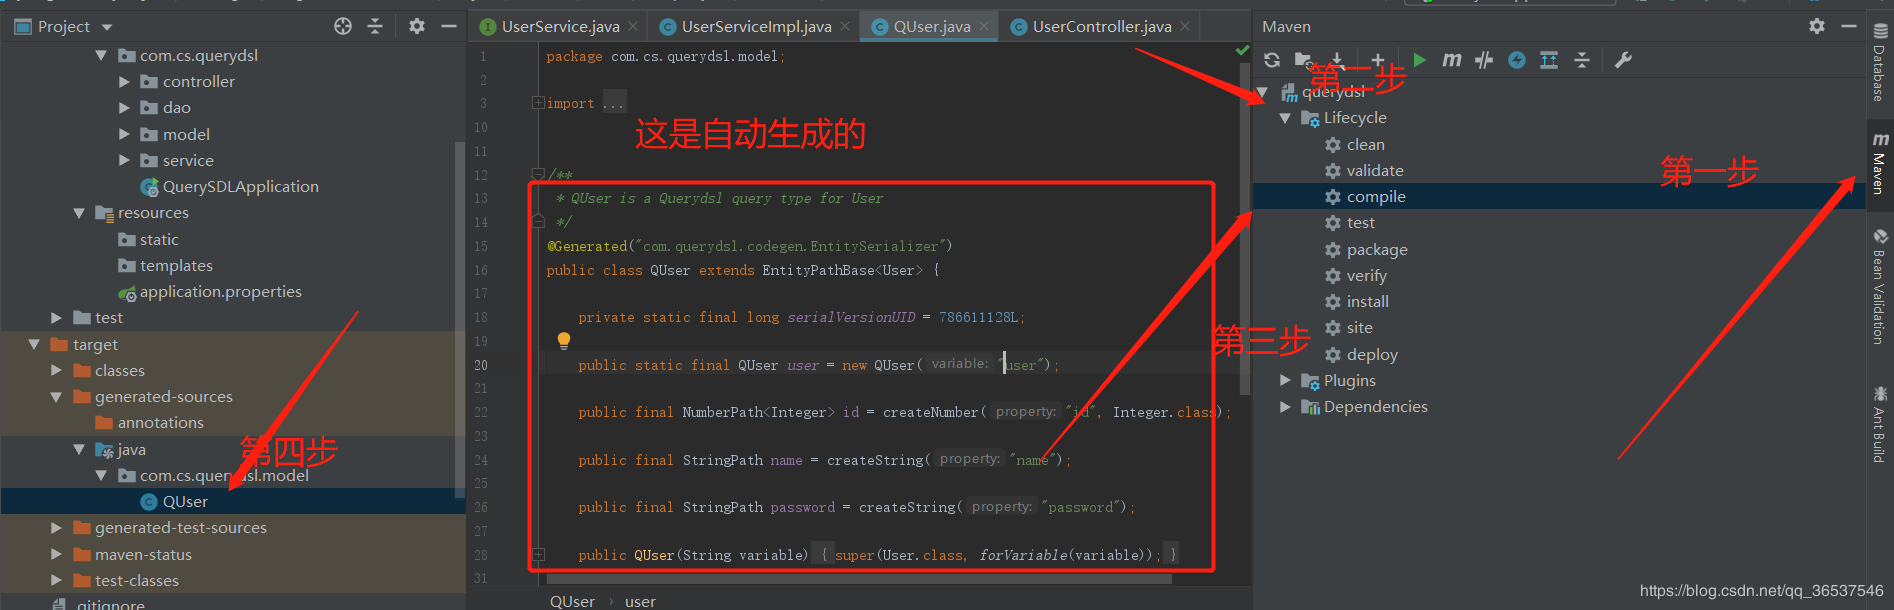 Project
com.cs.querydsl
controller
dao
model
service
QuerySDLApplication
resources
static
templates
application.properties
test
target
classes
generated-sources
annotations
java
com.cs.querydsl.model
QUser
generated-test-sources
maven-status
test-classes
.gitignore
第四步
UserService.java
UserServiceImpl.java
QUser.java
UserController.java
1 package com.cs.querydsl.model;
2
3 import ...
10
11
12 /**
13 * QUser is a Querydsl query type for User
14 */
15 @Generated("com.querydsl.codegen.EntitySerializer")
16 public class QUser extends EntityPathBase<User> {
17
18 private static final long serialVersionUID = 786611128L;
19
20 public static final QUser user = new QUser( variable: "user");
21
22 public final NumberPath<Integer> id = createNumber( property: "id", Integer.class);
23
24 public final StringPath name = createString( property: "name");
25
26 public final StringPath password = createString( property: "password");
27
28 public QUser(String variable) { super(User.class, forVariable(variable)); }
31
这是自动生成的
QUser > user
Maven
第二步
querydsl
Lifecycle
clean
validate
compile
test
package
verify
install
site
deploy
Plugins
Dependencies
第一步
第三步
Database
Maven
Bean Validation
Ant Build
https://blog.csdn.net/qq_36537546